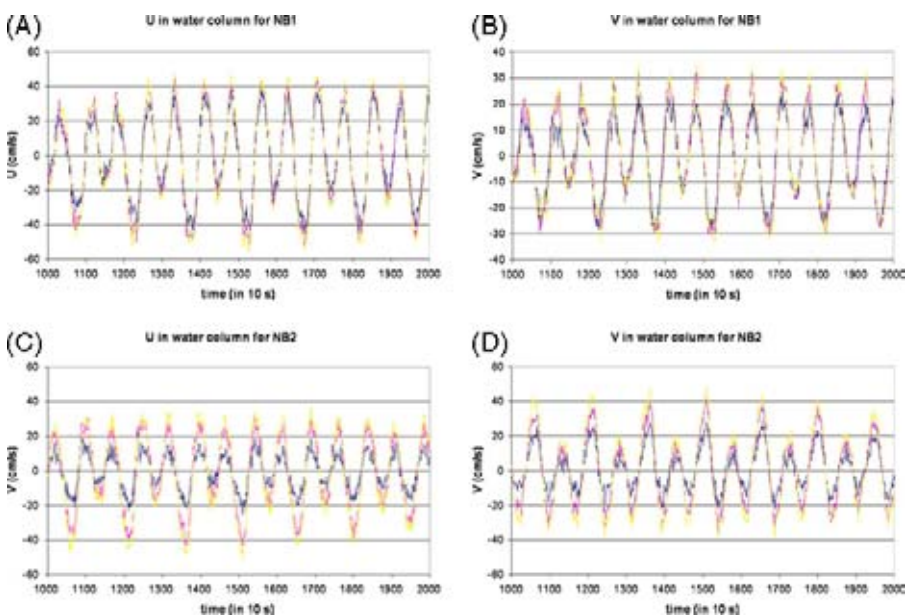 (A)
U in water column for NB1
60
40
20
0
-20
-40
-60
U (cm/s)
1000 1100 1200 1300 1400 1500 1600 1700 1800 1900 2000
time (in 10 s)
(B)
V in water column for NB1
40
30
20
10
0
-10
-20
-30
-40
V (cm/s)
1000 1100 1200 1300 1400 1500 1600 1700 1800 1900 2000
time (in 10 s)
(C)
U in water column for NB2
60
40
20
0
-20
-40
-60
V (cm/s)
1000 1100 1200 1300 1400 1500 1600 1700 1800 1900 2000
time (in 10 s)
(D)
V in water column for NB2
60
40
20
0
-20
-40
-60
V (cm/s)
1000 1100 1200 1300 1400 1500 1600 1700 1800 1900 2000
time (in 10 s)